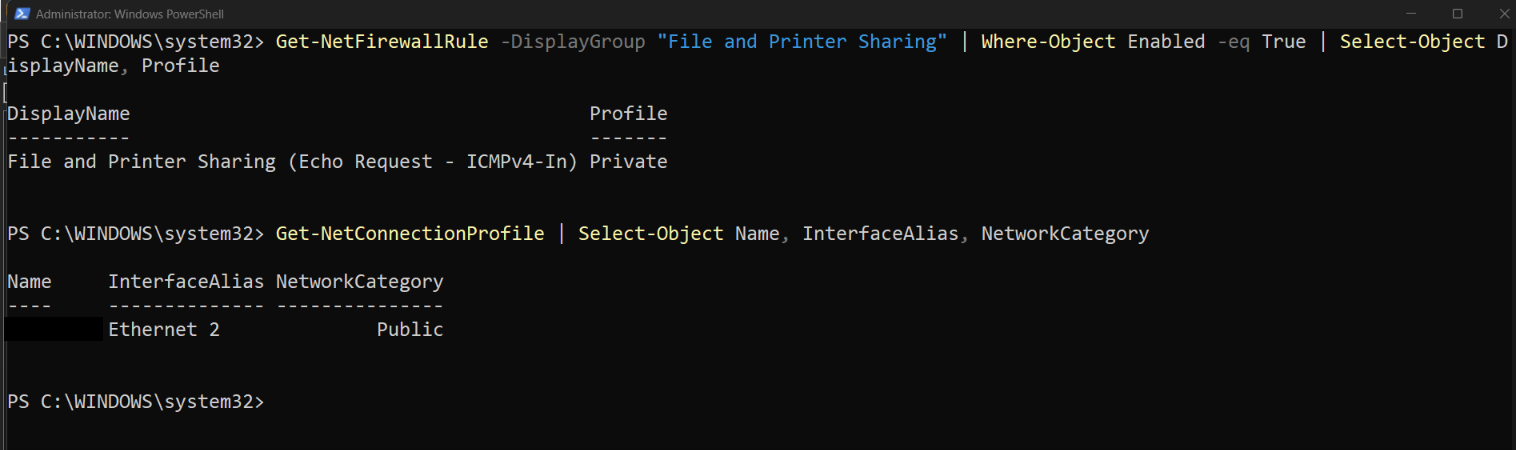 Administrator: Windows PowerShell
PS C:\WINDOWS\system32> Get-NetFirewallRule -DisplayGroup "File and Printer Sharing" | Where-Object Enabled -eq True | Select-Object D
isplayName, Profile
DisplayName Profile
----------- -------
File and Printer Sharing (Echo Request - ICMPv4-In) Private
PS C:\WINDOWS\system32> Get-NetConnectionProfile | Select-Object Name, InterfaceAlias, NetworkCategory
Name InterfaceAlias NetworkCategory
---- -------------- ---------------
Ethernet 2 Public
PS C:\WINDOWS\system32>